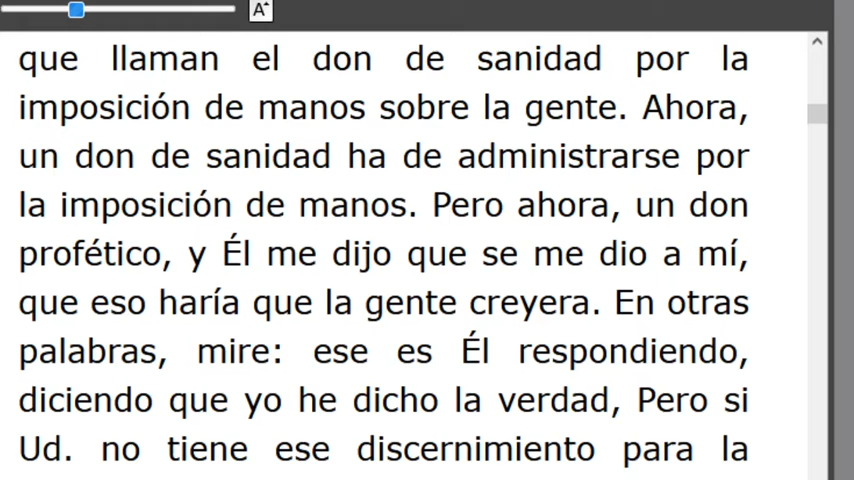 A
que llaman el don de sanidad por la
imposición de manos sobre la gente. Ahora,
un don de sanidad ha de administrarse por
la imposición de manos. Pero ahora, un don
profético, y Él me dijo que se me dio a mí,
que eso haría que la gente creyera. En otras
palabras, mire: ese es Él respondiendo,
diciendo que yo he dicho la verdad, Pero si
Ud. no tiene ese discernimiento para la